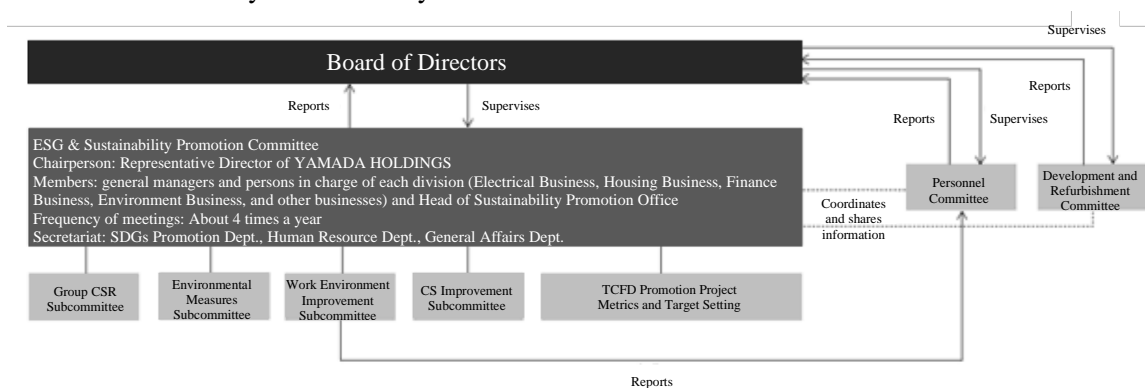 Supervises
Board of Directors
Reports
Supervises
Reports
Reports
Supervises
ESG & Sustainability Promotion Committee
Chairperson: Representative Director of YAMADA HOLDINGS
Members: general managers and persons in charge of each division (Electrical Business, Housing Business, Finance
Business, Environment Business, and other businesses) and Head of Sustainability Promotion Office
Frequency of meetings: About 4 times a year
Secretariat: SDGs Promotion Dept., Human Resource Dept., General Affairs Dept.
Personnel
Committee
Development and
Refurbishment
Committee
Coordinates
and shares
information
Group CSR
Subcommittee
Environmental
Measures
Subcommittee
Work Environment
Improvement
Subcommittee
CS Improvement
Subcommittee
TCFD Promotion Project
Metrics and Target Setting
Reports